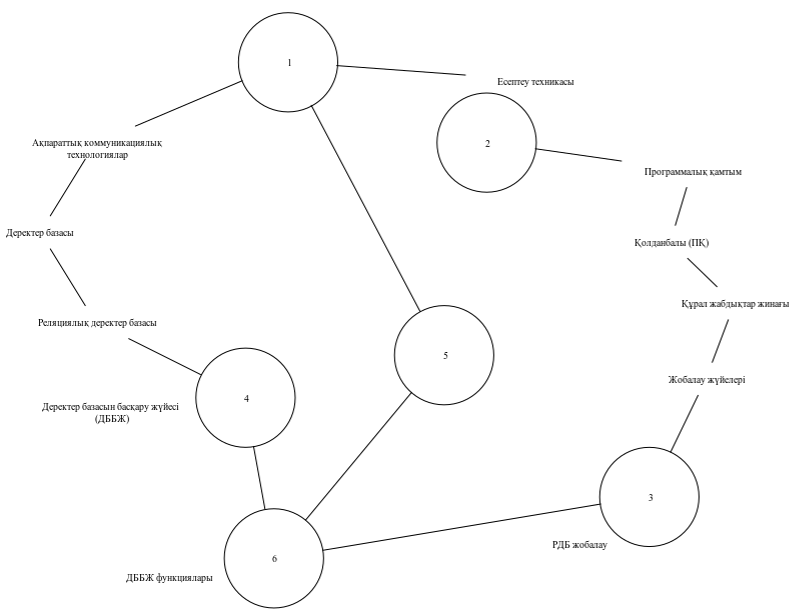 1
Есептеу техникасы
2
Ақпараттық коммуникациялық
технологиялар
Программалық қамтым
Деректер базасы
Қолданбалы (ПҚ)
Құрал жабдықтар жинағы
Реляциялық деректер базасы
5
Жобалау жүйелері
4
Деректер базасын басқару жүйесі
(ДББЖ)
3
РДБ жобалау
6
ДББЖ функциялары